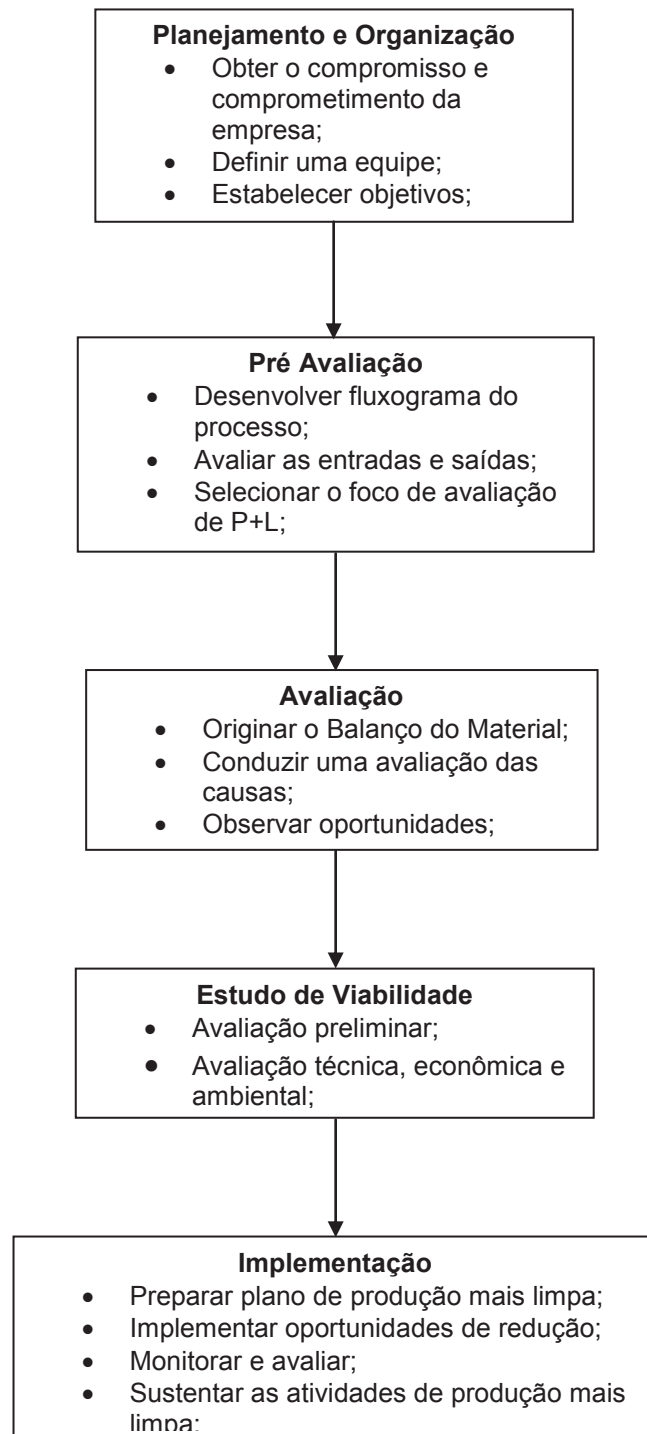 Planejamento e Organização
• Obter o compromisso e
comprometimento da
empresa;
• Definir uma equipe;
• Estabelecer objetivos;
Pré Avaliação
• Desenvolver fluxograma do
processo;
• Avaliar as entradas e saídas;
• Selecionar o foco de avaliação
de P+L;
Avaliação
• Originar o Balanço do Material;
• Conduzir uma avaliação das
causas;
• Observar oportunidades;
Estudo de Viabilidade
• Avaliação preliminar;
• Avaliação técnica, econômica e
ambiental;
Implementação
• Preparar plano de produção mais limpa;
• Implementar oportunidades de redução;
• Monitorar e avaliar;
• Sustentar as atividades de produção mais
limpa;